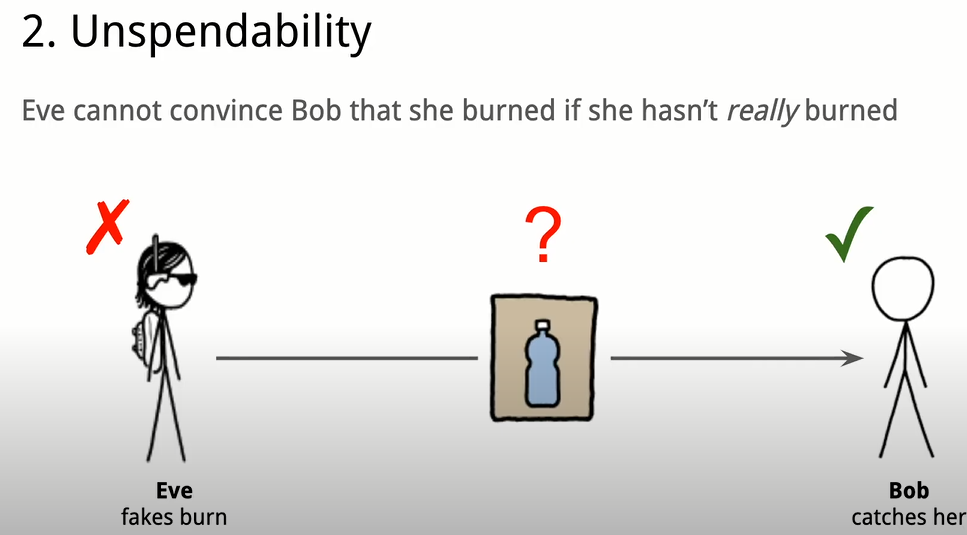 2. Unspendability
Eve cannot convince Bob that she burned if she hasn't really burned
?
Eve
fakes burn
Bob
catches her